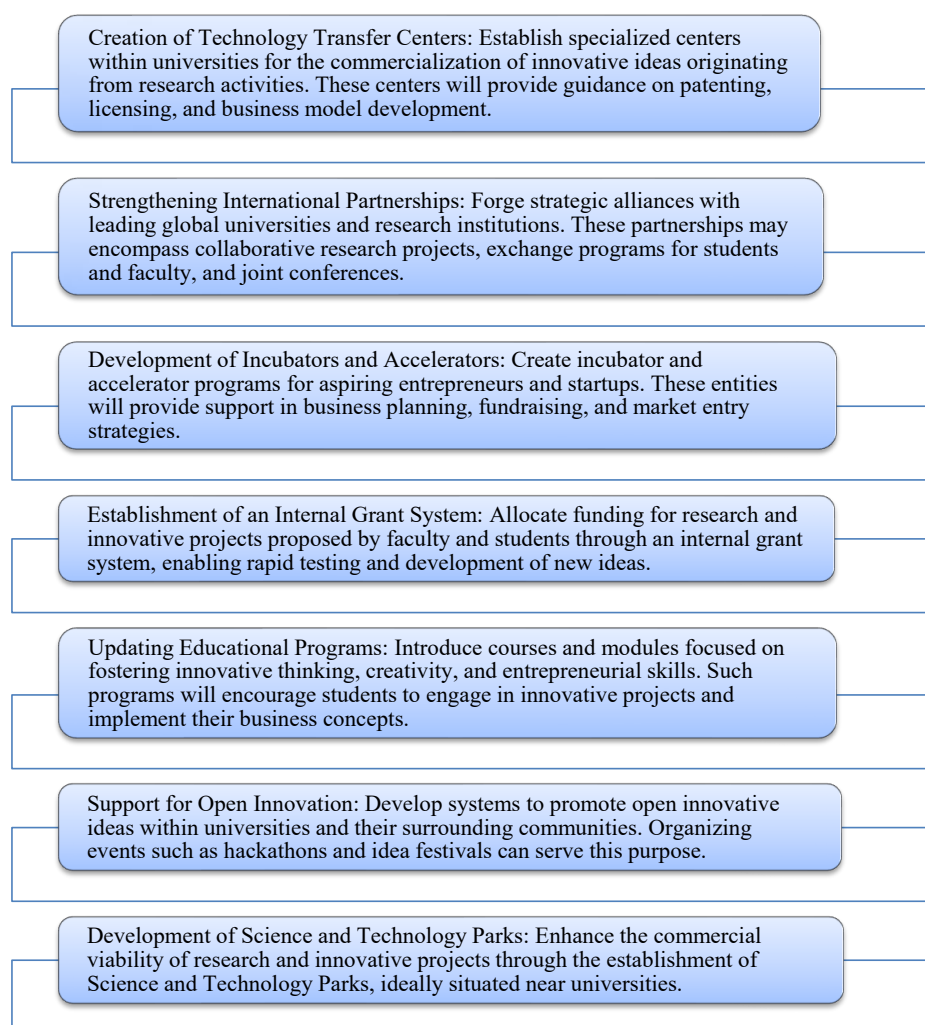 Creation of Technology Transfer Centers: Establish specialized centers
within universities for the commercialization of innovative ideas originating
from research activities. These centers will provide guidance on patenting,
licensing, and business model development.
Strengthening International Partnerships: Forge strategic alliances with
leading global universities and research institutions. These partnerships may
encompass collaborative research projects, exchange programs for students
and faculty, and joint conferences.
Development of Incubators and Accelerators: Create incubator and
accelerator programs for aspiring entrepreneurs and startups. These entities
will provide support in business planning, fundraising, and market entry
strategies.
Establishment of an Internal Grant System: Allocate funding for research and
innovative projects proposed by faculty and students through an internal grant
system, enabling rapid testing and development of new ideas.
Updating Educational Programs: Introduce courses and modules focused on
fostering innovative thinking, creativity, and entrepreneurial skills. Such
programs will encourage students to engage in innovative projects and
implement their business concepts.
Support for Open Innovation: Develop systems to promote open innovative
ideas within universities and their surrounding communities. Organizing
events such as hackathons and idea festivals can serve this purpose.
Development of Science and Technology Parks: Enhance the commercial
viability of research and innovative projects through the establishment of
Science and Technology Parks, ideally situated near universities.